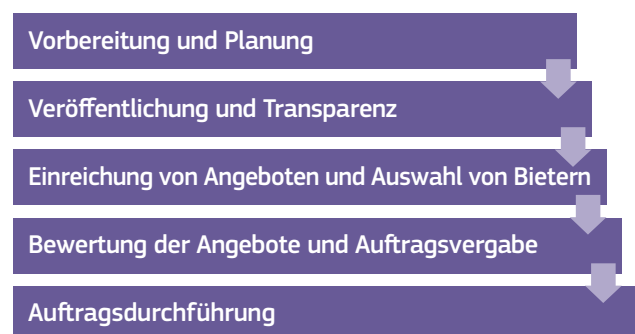 Vorbereitung und Planung
Veröffentlichung und Transparenz
Einreichung von Angeboten und Auswahl von Bietern
Bewertung der Angebote und Auftragsvergabe
Auftragsdurchführung